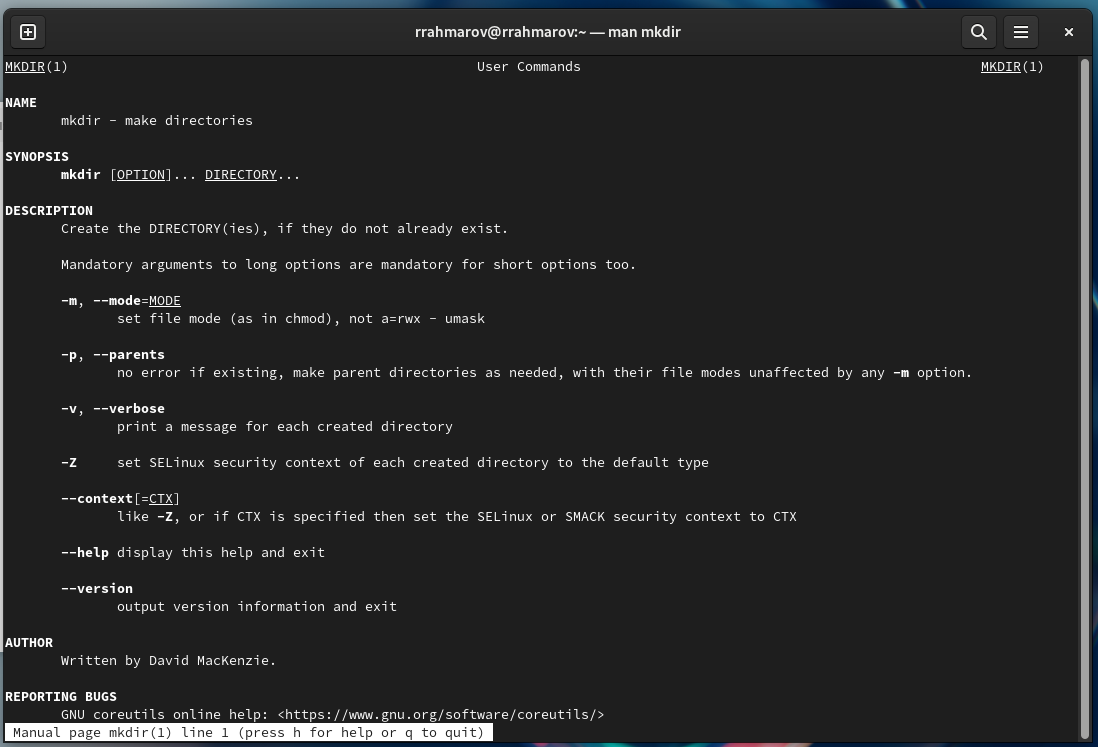 rrahmarov@rrahmarov:~ — man mkdir
MKDIR(1) User Commands MKDIR(1)
NAME
mkdir - make directories
SYNOPSIS
mkdir [OPTION]... DIRECTORY...
DESCRIPTION
Create the DIRECTORY(ies), if they do not already exist.
Mandatory arguments to long options are mandatory for short options too.
-m, --mode=MODE
set file mode (as in chmod), not a=rwx - umask
-p, --parents
no error if existing, make parent directories as needed, with their file modes unaffected by any -m option.
-v, --verbose
print a message for each created directory
-Z set SELinux security context of each created directory to the default type
--context[=CTX]
like -Z, or if CTX is specified then set the SELinux or SMACK security context to CTX
--help display this help and exit
--version
output version information and exit
AUTHOR
Written by David MacKenzie.
REPORTING BUGS
GNU coreutils online help: <https://www.gnu.org/software/coreutils/>
Manual page mkdir(1) line 1 (press h for help or q to quit)